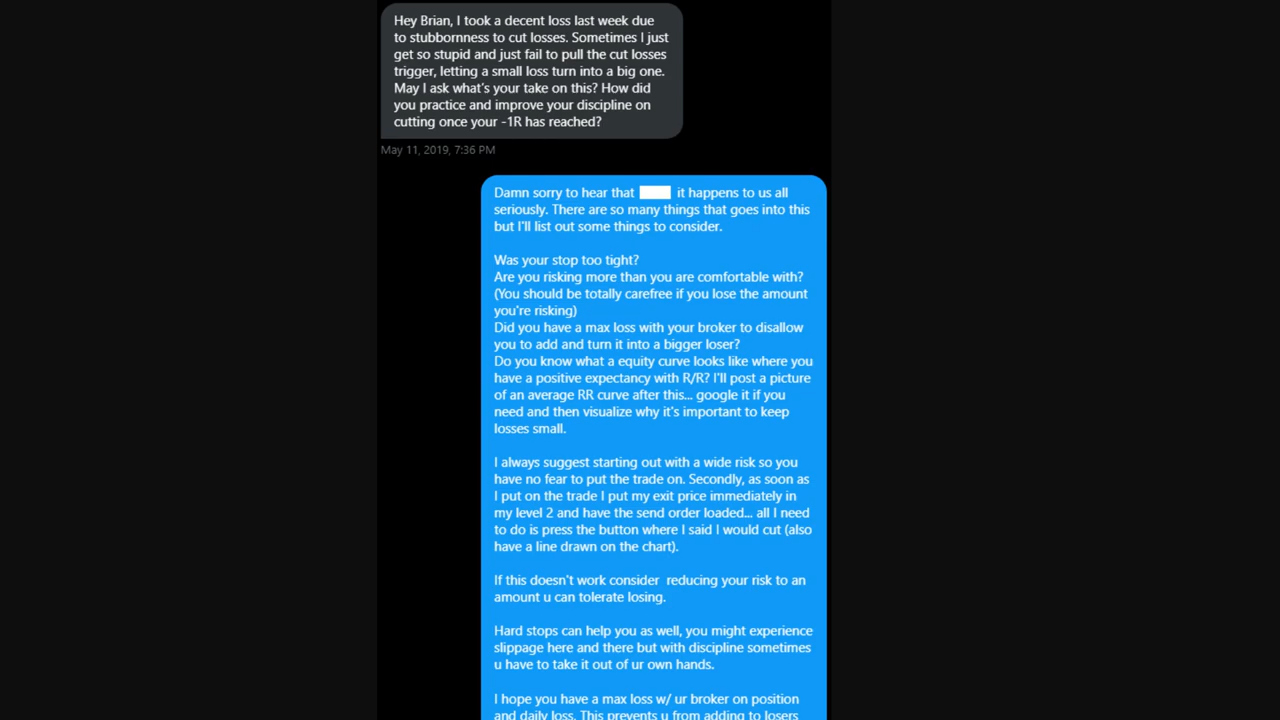 Hey Brian, I took a decent loss last week due
to stubbornness to cut losses. Sometimes I just
get so stupid and just fail to pull the cut losses
trigger, letting a small loss turn into a big one.
May I ask what's your take on this? How did
you practice and improve your discipline on
cutting once your -1R has reached?
May 11, 2019, 7:36 PM
Damn sorry to hear that it happens to us all
seriously. There are so many things that goes into this
but I'll list out some things to consider.
Was your stop too tight?
Are you risking more than you are comfortable with?
(You should be totally carefree if you lose the amount
you're risking)
Did you have a max loss with your broker to disallow
you to add and turn it into a bigger loser?
Do you know what a equity curve looks like where you
have a positive expectancy with R/R? I'll post a picture
of an average RR curve after this... google it if you
need and then visualize why it's important to keep
losses small.
I always suggest starting out with a wide risk so you
have no fear to put the trade on. Secondly, as soon as
I put on the trade I put my exit price immediately in
my level 2 and have the send order loaded... all I need
to do is press the button where I said I would cut (also
have a line drawn on the chart).
If this doesn't work consider  reducing your risk to an
amount u can tolerate losing.
Hard stops can help you as well, you might experience
slippage here and there but with discipline sometimes
u have to take it out of ur own hands.
I hope you have a max loss w/ ur broker on position
and daily loss. This prevents u from adding to losers